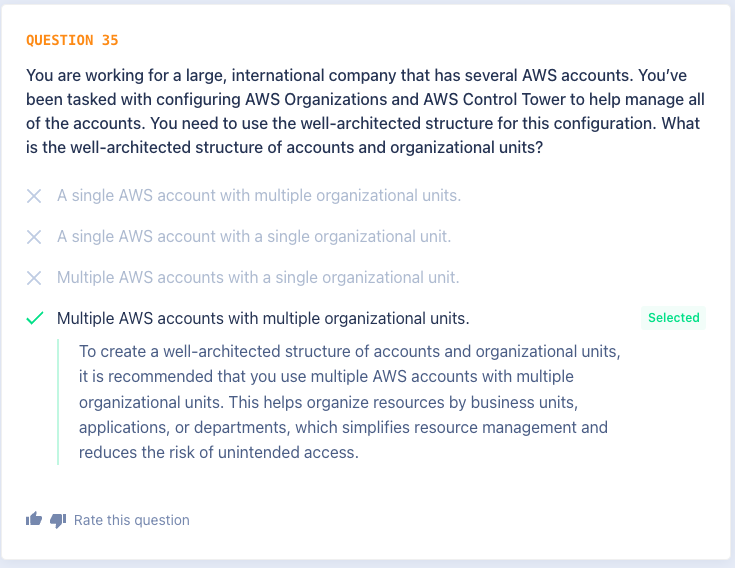 QUESTION 35
You are working for a large, international company that has several AWS accounts. You’ve
been tasked with configuring AWS Organizations and AWS Control Tower to help manage all
of the accounts. You need to use the well-architected structure for this configuration. What
is the well-architected structure of accounts and organizational units?
A single AWS account with multiple organizational units.
A single AWS account with a single organizational unit.
Multiple AWS accounts with a single organizational unit.
Multiple AWS accounts with multiple organizational units.
Selected
To create a well-architected structure of accounts and organizational units,
it is recommended that you use multiple AWS accounts with multiple
organizational units. This helps organize resources by business units,
applications, or departments, which simplifies resource management and
reduces the risk of unintended access.
Rate this question